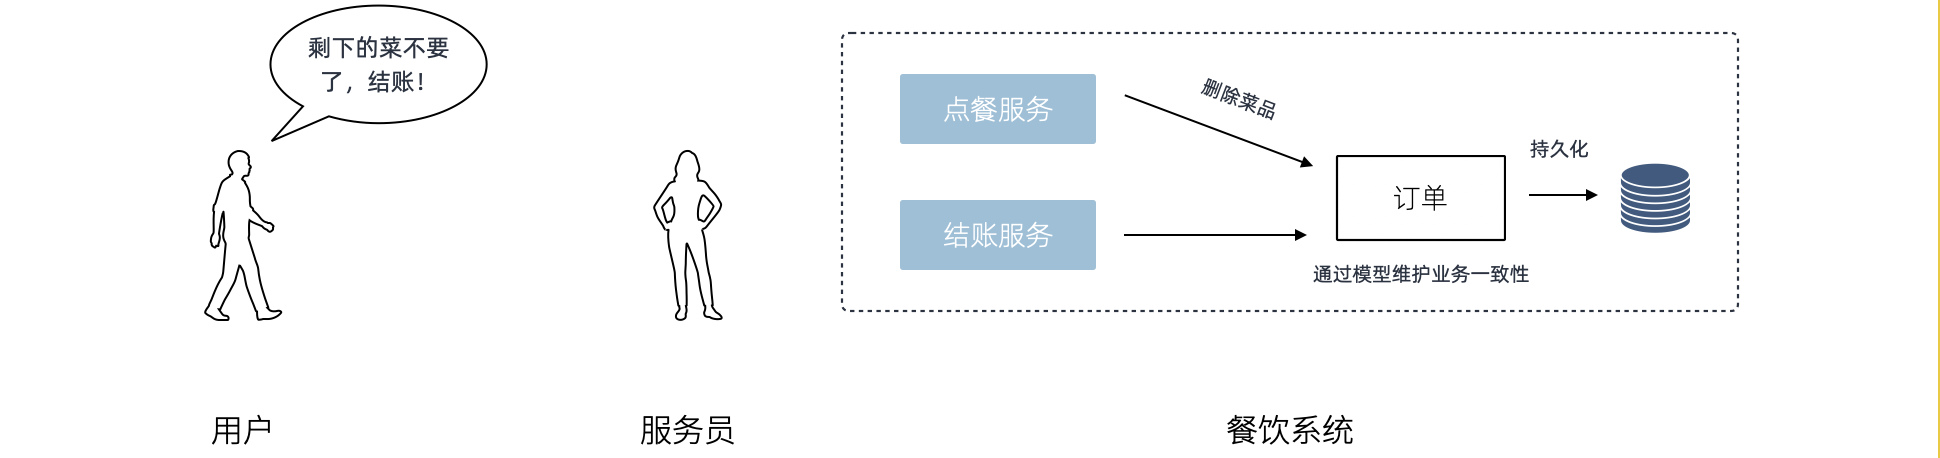 剩下的菜不要
了，结账！
点餐服务
删除菜品
持久化
订单
结账服务
通过模型维护业务一致性
用户
服务员
餐饮系统